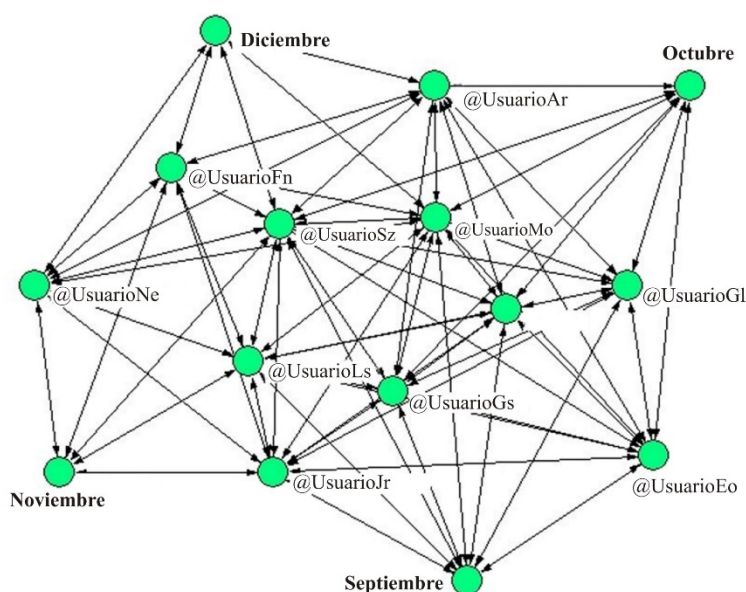 Diciembre
Octubre
@UsuarioAr
@UsuarioFn
@UsuarioSz
@UsuarioMo
@UsuarioNe
@UsuarioGl
@UsuarioLs
@UsuarioGs
@UsuarioJr
@UsuarioEo
Noviembre
Septiembre